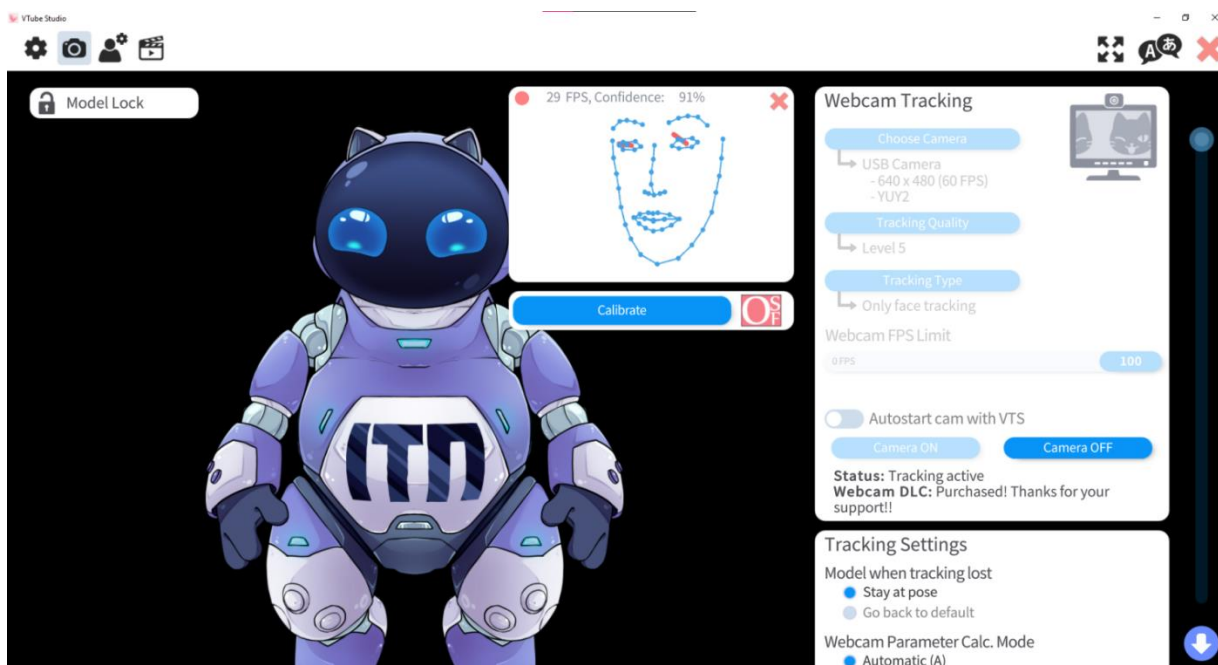 VTube Studio
Aあ
Model Lock
29 FPS, Confidence: 91%
Calibrate
OSF
ITD
Webcam Tracking
Choose Camera
USB Camera
- 640 x 480 (60 FPS)
- YUY2
Tracking Quality
Level 5
Tracking Type
Only face tracking
Webcam FPS Limit
0 FPS
100
Autostart cam with VTS
Camera ON
Camera OFF
Status: Tracking active
Webcam DLC: Purchased! Thanks for your
support!!
Tracking Settings
Model when tracking lost
Stay at pose
Go back to default
Webcam Parameter Calc. Mode
Automatic (A)